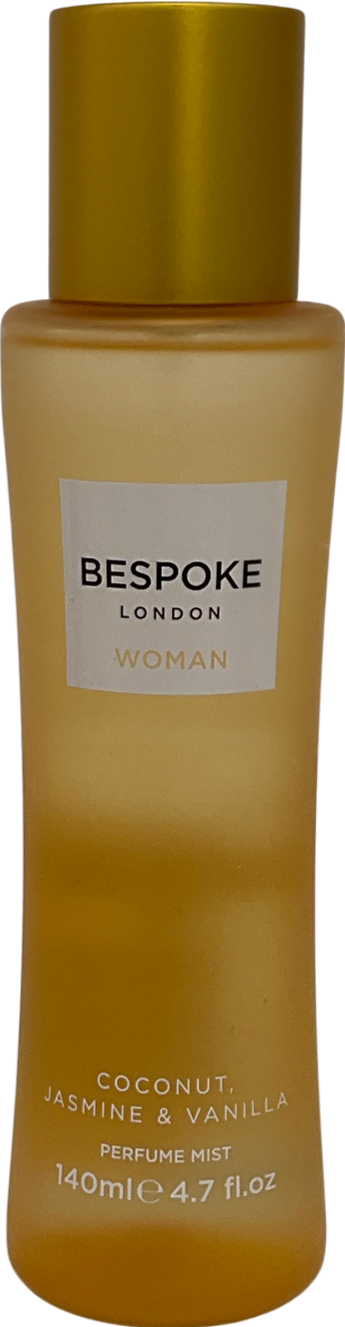 BESPOKE
LONDON
WOMAN
COCONUT,
JASMINE & VANILLA
PERFUME MIST
140ml℮ 4.7 fl.oz